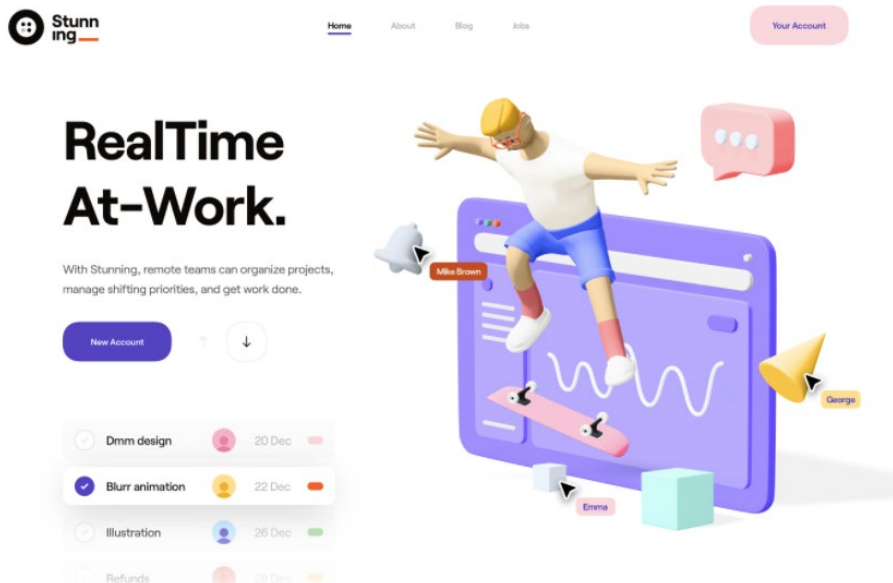 Stunn
ing
Home
About
Blog
Jobs
Your Account
RealTime
At-Work.
With Stunning, remote teams can organize projects,
manage shifting priorities, and get work done.
New Account
Mike Brown
George
Emma
Dmm design
20 Dec
Blurr animation
22 Dec
Illustration
26 Dec
Refunds
28 Dec